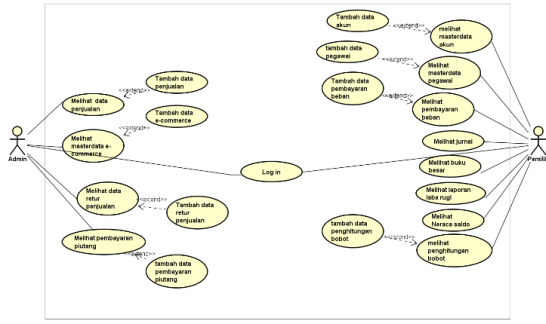 Tambah data
akun
<<extend>>
melihat
masterdata
akun
tambah data
pegawai
<<extend>>
Melihat
masterdata
pegawai
Tambah data
pembayaran
beban
<<extend>>
Melihat
pembayaran
beban
Tambah data
penjualan
<<extend>>
Melihat data
penjualan
Tambah data
e-commerce
<<extend>>
Melihat
masterdata e-
commerce
Admin
Pemilik
Melihat jurnal
Log in
Melihat buku
besar
Melihat data
retur
penjualan
<<extend>>
Tambah data
retur
penjualan
Melihat laporan
laba rugi
Melihat
Neraca saldo
tambah data
penghitungan
bobot
<<extend>>
melihat
penghitungan
bobot
Melihat pembayaran
piutang
<<extend>>
tambah data
pembayaran
piutang